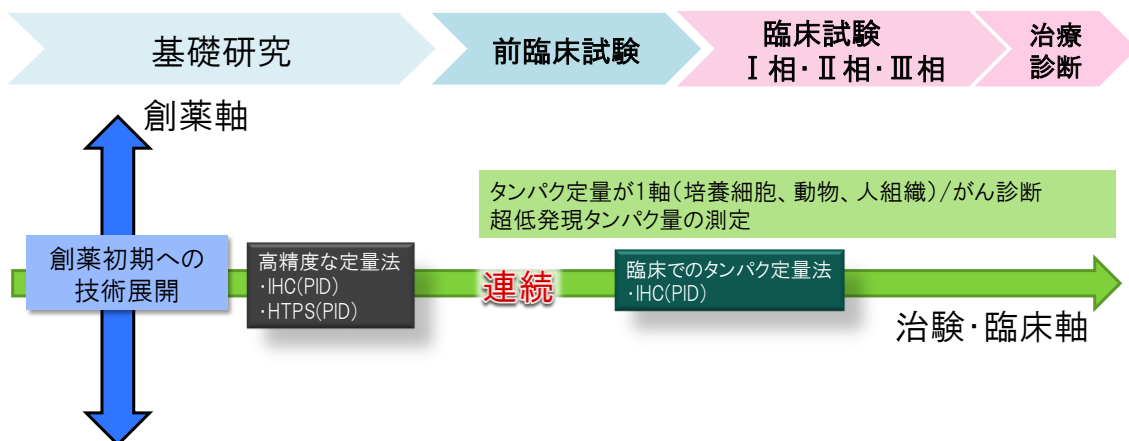 基礎研究
前臨床試験
臨床試験
Ⅰ相・Ⅱ相・Ⅲ相
治療
診断
創薬軸
タンパク定量が1軸(培養細胞、動物、人組織)/がん診断
超低発現タンパク量の測定
創薬初期への
技術展開
高精度な定量法
・IHC(PID)
・HTPS(PID)
連続
臨床でのタンパク定量法
・IHC(PID)
治験・臨床軸